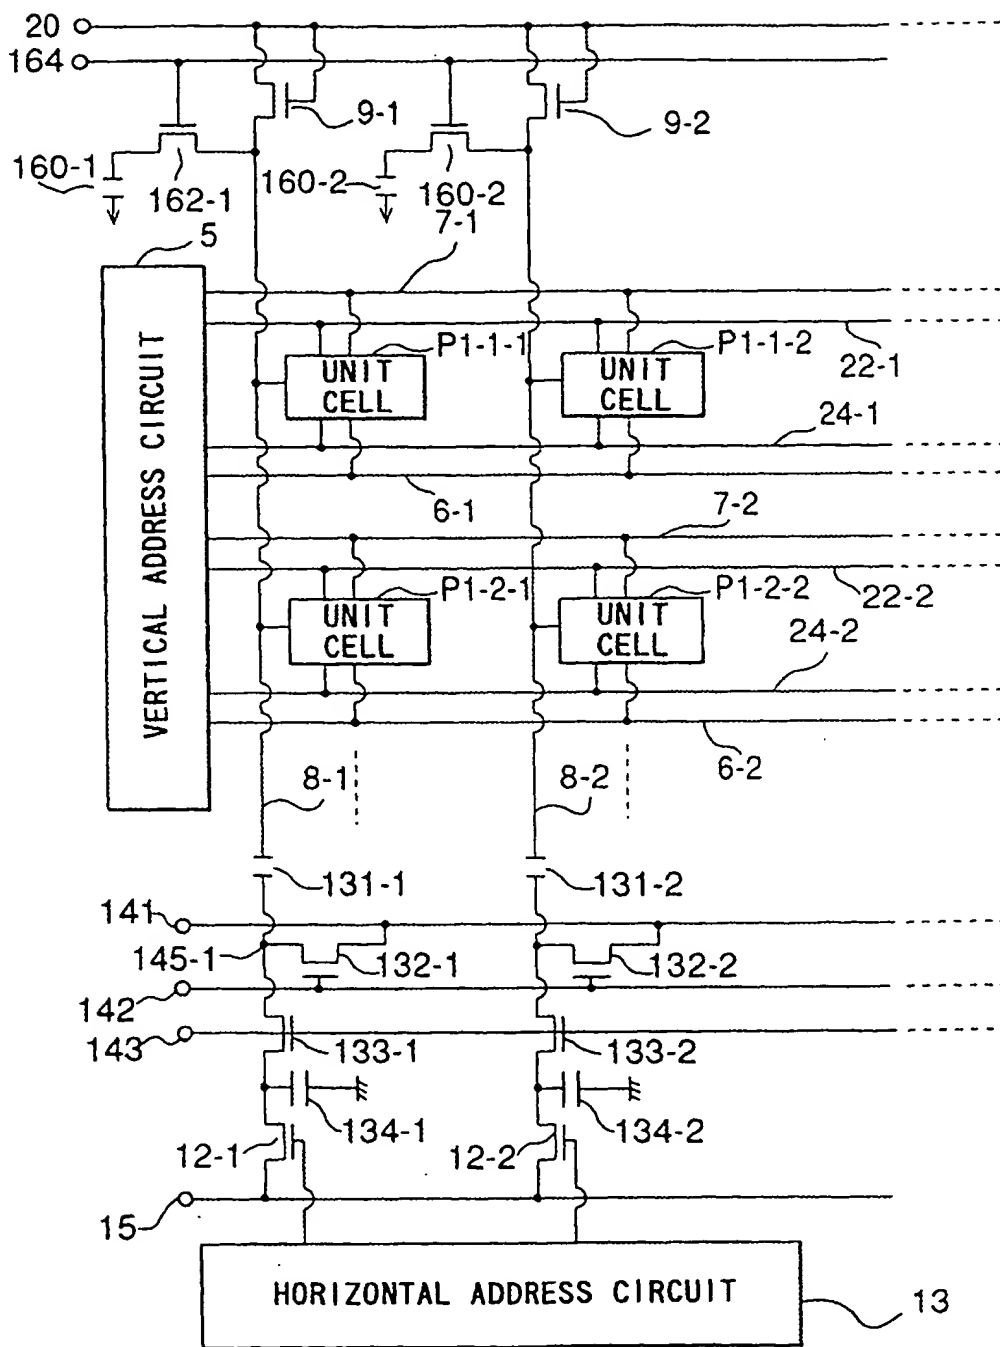 20
164
9-1
9-2
160-1
162-1
160-2
160-2
5
7-1
VERTICAL ADDRESS CIRCUIT
P1-1-1
P1-1-2
UNIT
CELL
UNIT
CELL
22-1
24-1
6-1
7-2
P1-2-1
P1-2-2
UNIT
CELL
UNIT
CELL
22-2
24-2
6-2
8-1
8-2
131-1
131-2
141
145-1
132-1
132-2
142
143
133-1
133-2
134-1
134-2
12-1
12-2
15
HORIZONTAL ADDRESS CIRCUIT
13